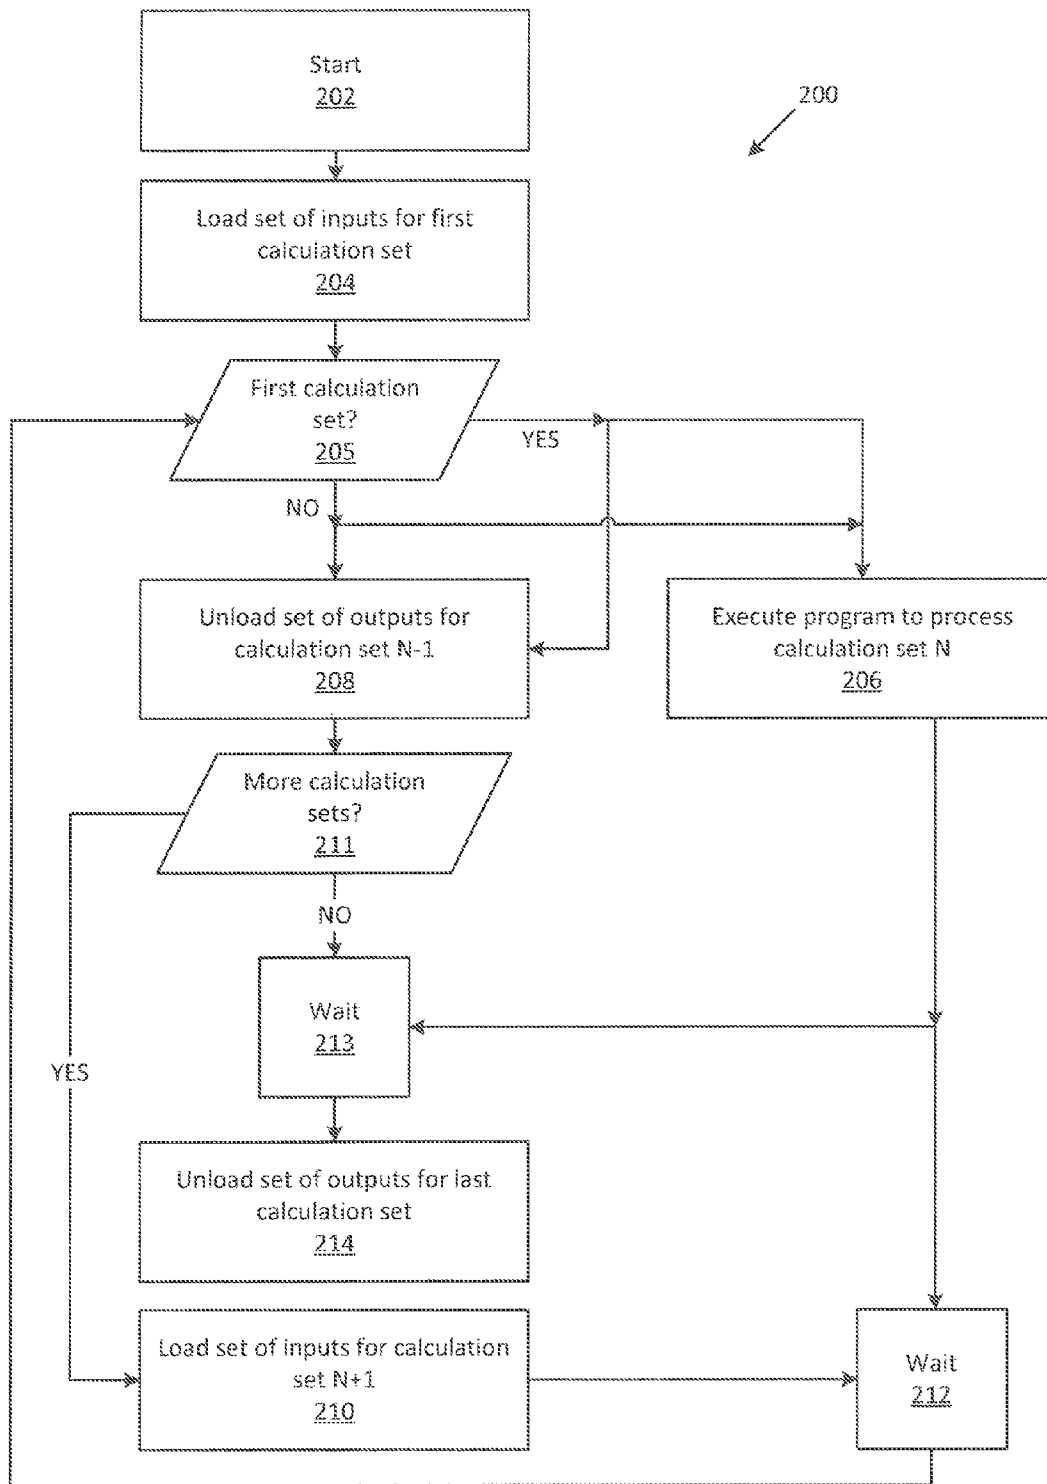 Start
202
200
Load set of inputs for first
calculation set
204
First calculation
set?
205
YES
NO
Unload set of outputs for
calculation set N-1
208
Execute program to process
calculation set N
206
More calculation
sets?
211
NO
Wait
213
YES
Unload set of outputs for last
calculation set
214
Load set of inputs for calculation
set N+1
210
Wait
212